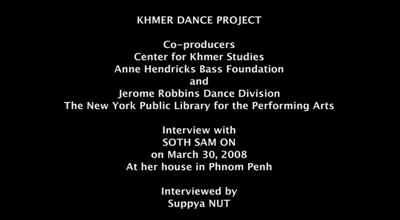 KHMER DANCE PROJECT
Co-producers
Center for Khmer Studies
Anne Hendricks Bass Foundation
and
Jerome Robbins Dance Division
The New York Public Library for the Performing Arts
Interview with
SOTH SAM ON
on March 30, 2008
At her house in Phnom Penh
Interviewed by
Suppya NUT